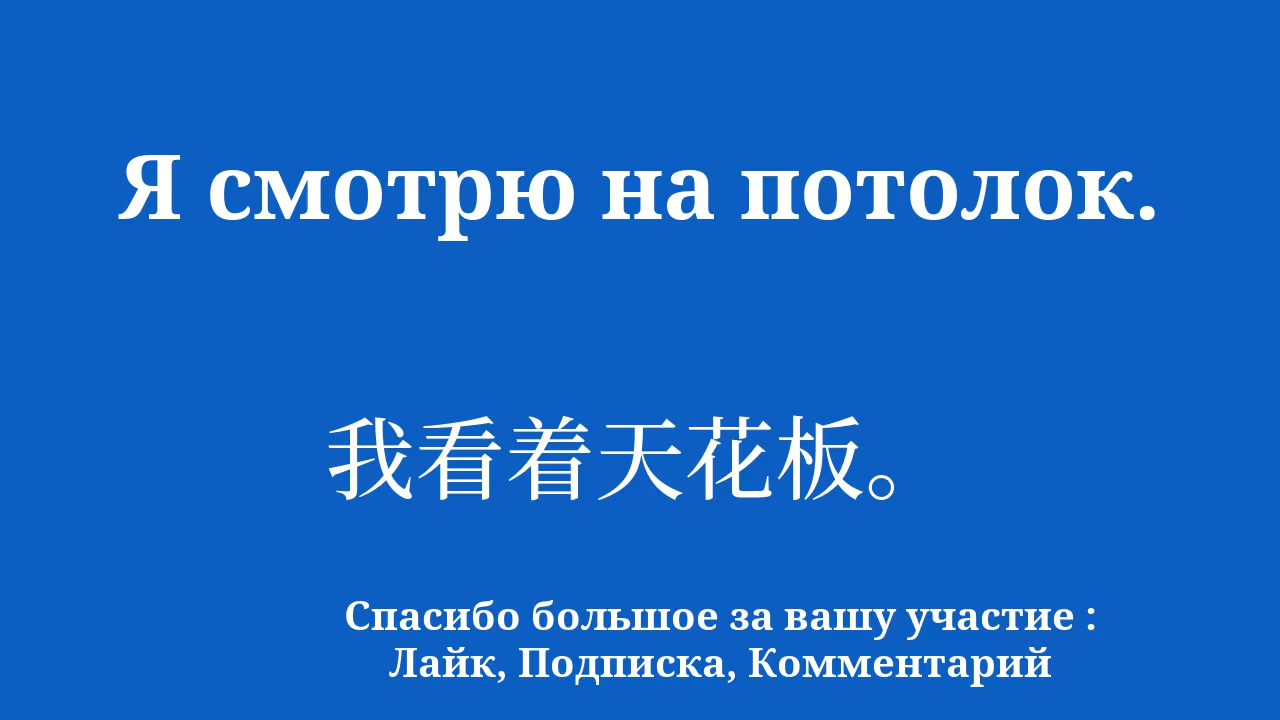 Я смотрю на потолок.
我看着天花板。
Спасибо большое за вашу участие :
Лайк, Подписка, Комментарий